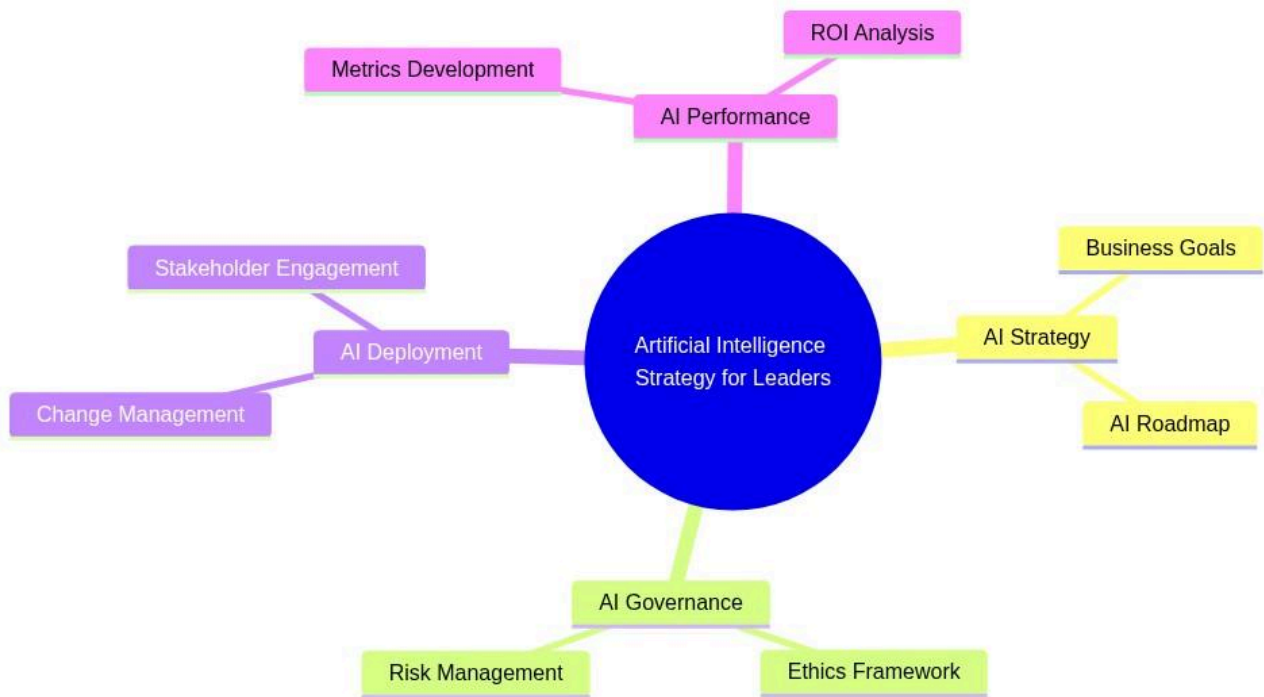 ROI Analysis
Metrics Development
AI Performance
Business Goals
Stakeholder Engagement
AI Strategy
AI Deployment
Artificial Intelligence
Strategy for Leaders
Change Management
AI Roadmap
AI Governance
Risk Management
Ethics Framework